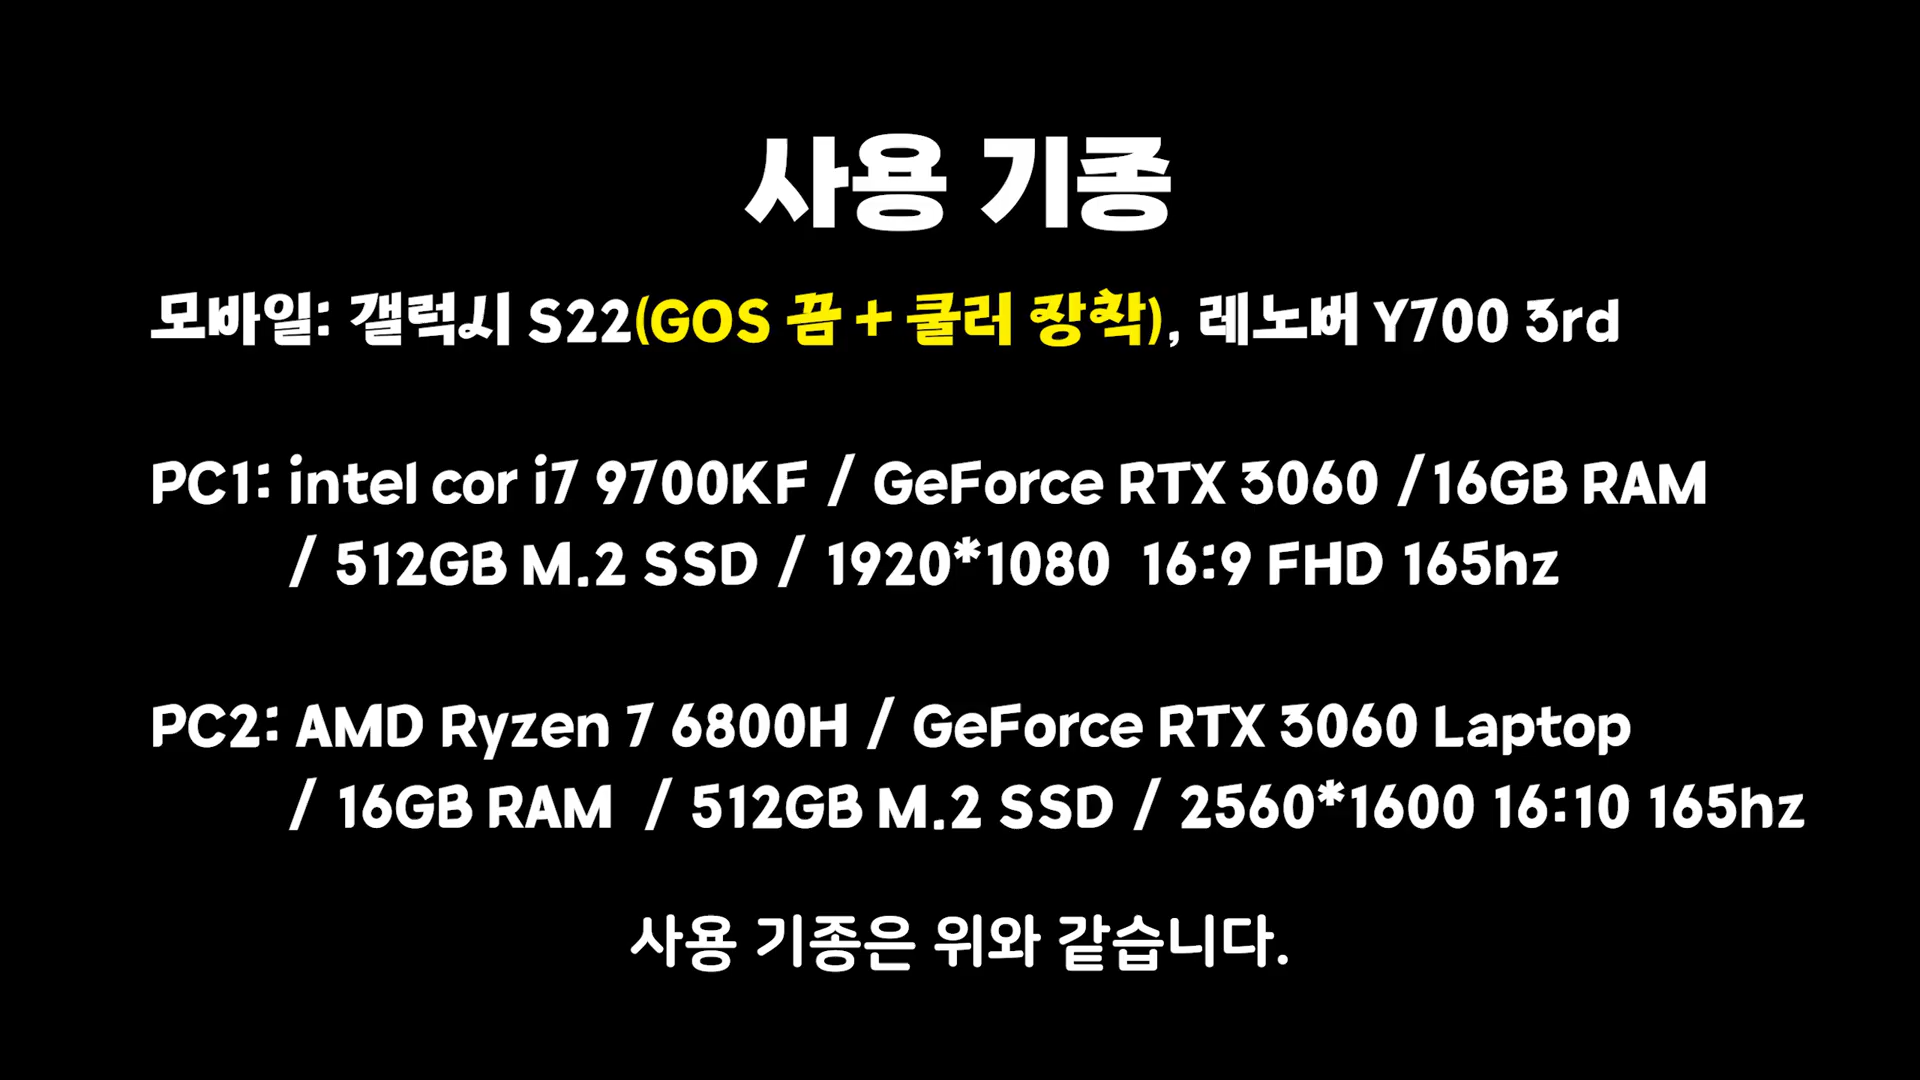 사용 기종
모바일: 갤럭시 S22(GOS 끔 + 쿨러 장착), 레노버 Y700 3rd
PC1: intel cor i7 9700KF / GeForce RTX 3060 /16GB RAM
/ 512GB M.2 SSD / 1920*1080 16:9 FHD 165hz
PC2: AMD Ryzen 7 6800H / GeForce RTX 3060 Laptop
/ 16GB RAM / 512GB M.2 SSD / 2560*1600 16:10 165hz
사용 기종은 위와 같습니다.